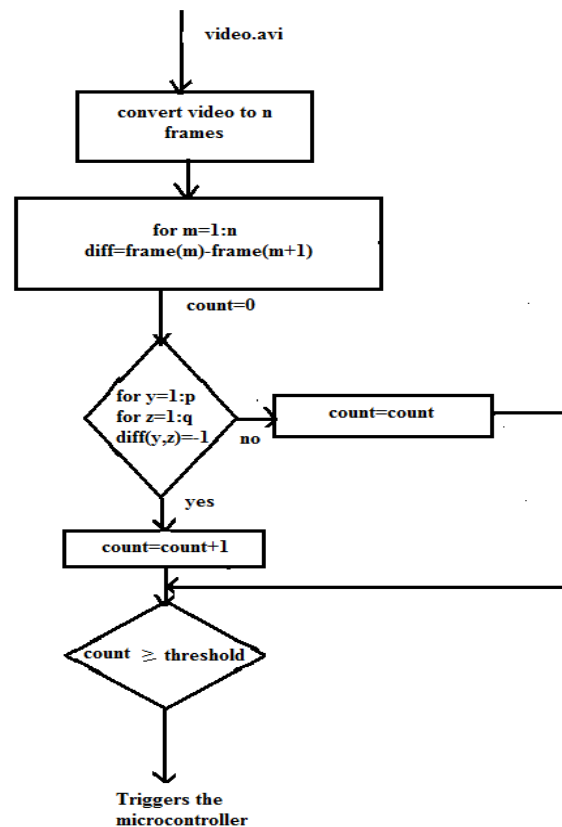 video.avi
convert video to n
frames
for m=1:n
diff=frame(m)-frame(m+1)
count=0
for y=1:p
for z=1:q
diff(y,z)=-1
no
count=count
yes
count=count+1
count ≥ threshold
Triggers the
microcontroller